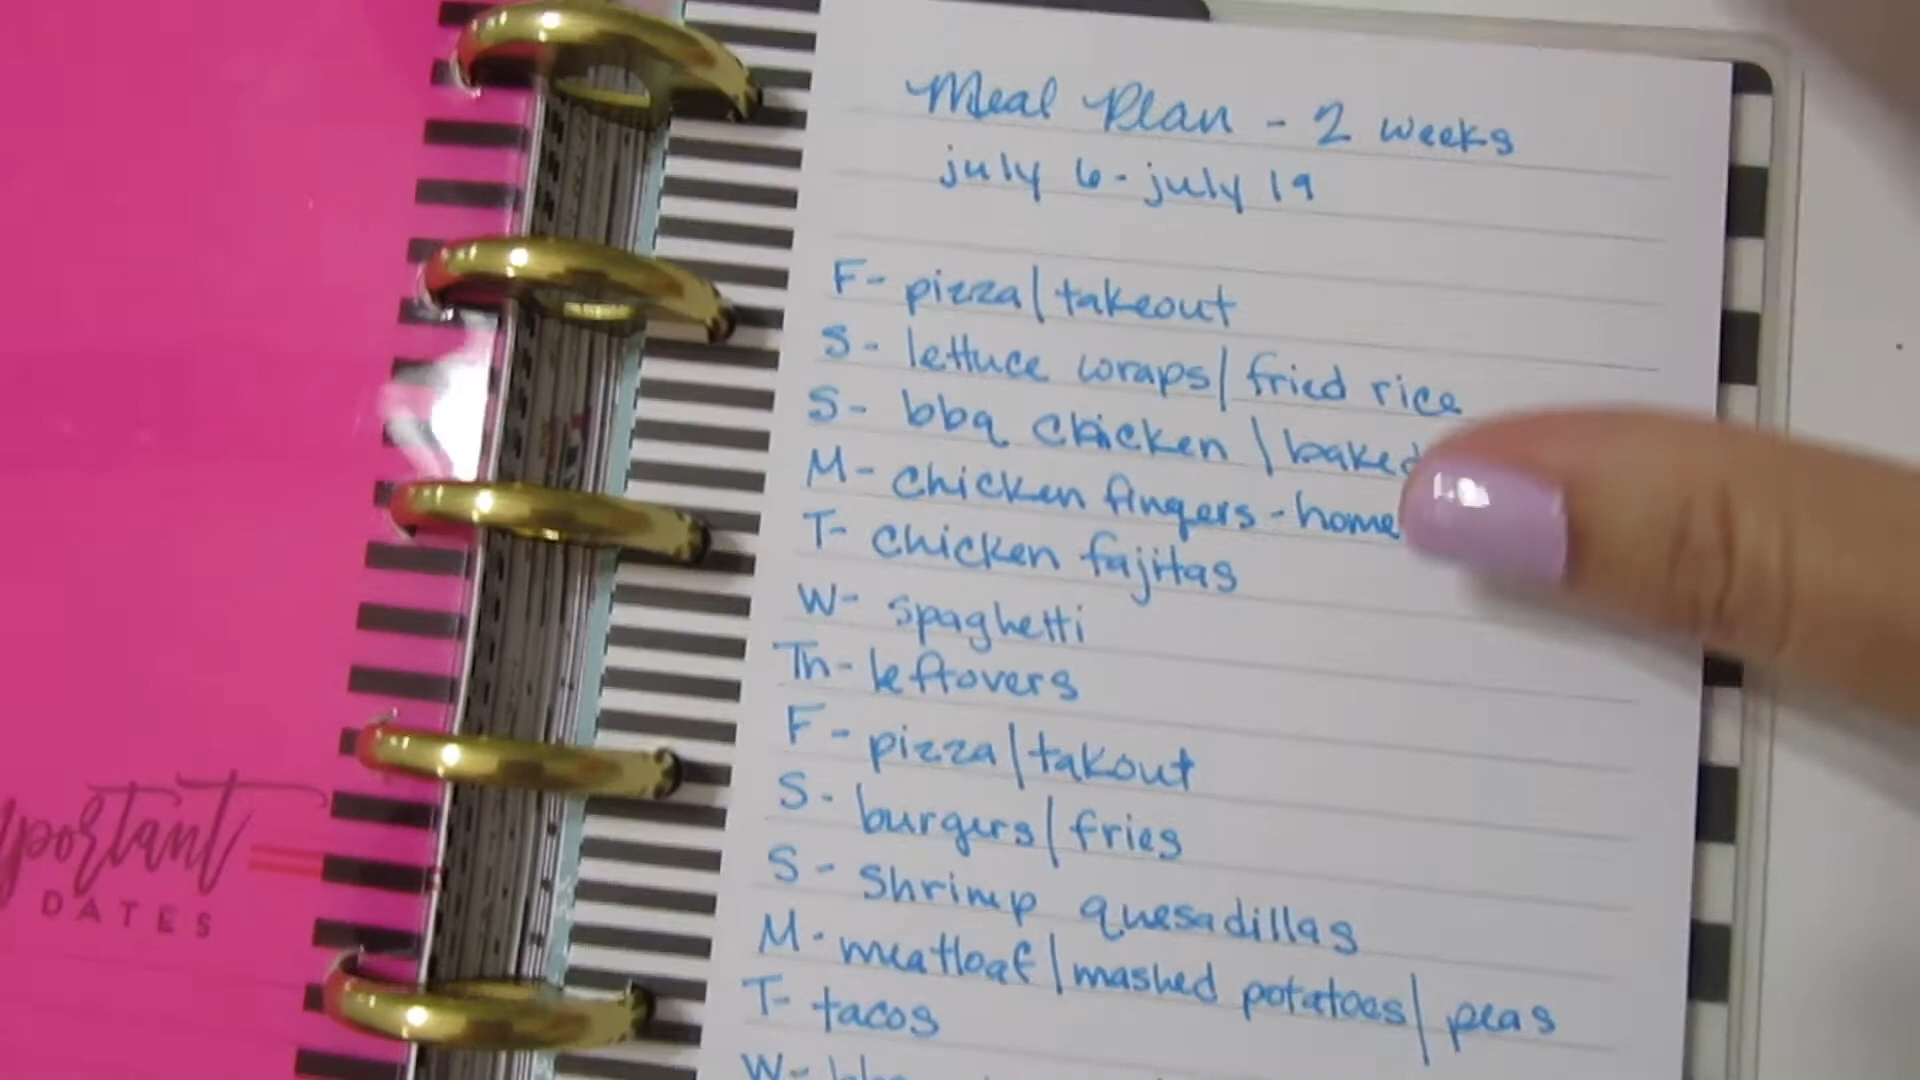 Meal Plan - 2 weeks
july 6 - july 19
F - pizza/takeout
S - lettuce wraps/fried rice
S - bbq chicken/baked
M - chicken fingers - home
T - chicken fajitas
W - spaghetti
Th - leftovers
F - pizza/takout
S - burgers/fries
S - shrimp quesadillas
M - meatloaf/mashed potatoes/peas
T - tacos
W -
DATES